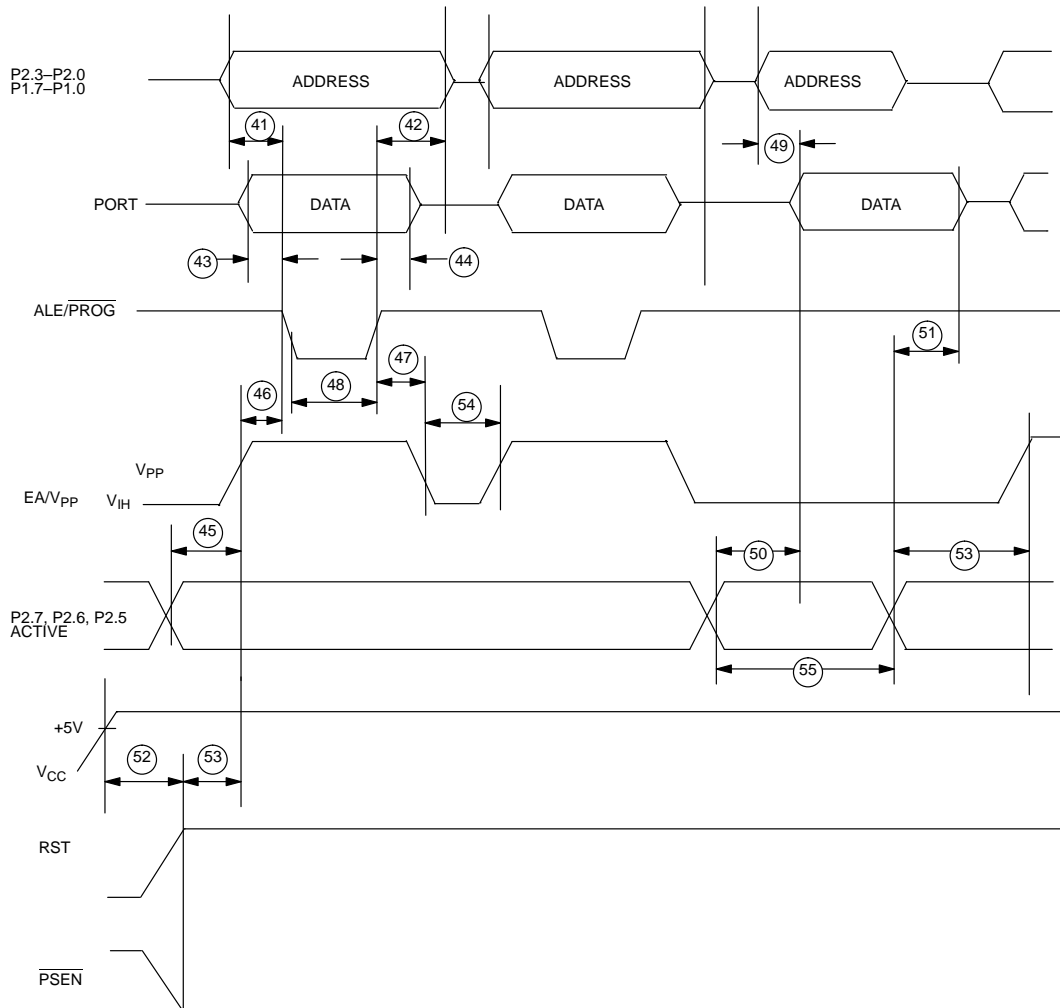 P2.3–P2.0
P1.7–P1.0
ADDRESS
ADDRESS
ADDRESS
41
42
49
PORT
DATA
DATA
DATA
43
44
ALE/PROG
51
47
48
46
54
VPP
EA/VPP
VIH
45
50
53
P2.7, P2.6, P2.5
ACTIVE
55
+5V
52
53
VCC
RST
PSEN